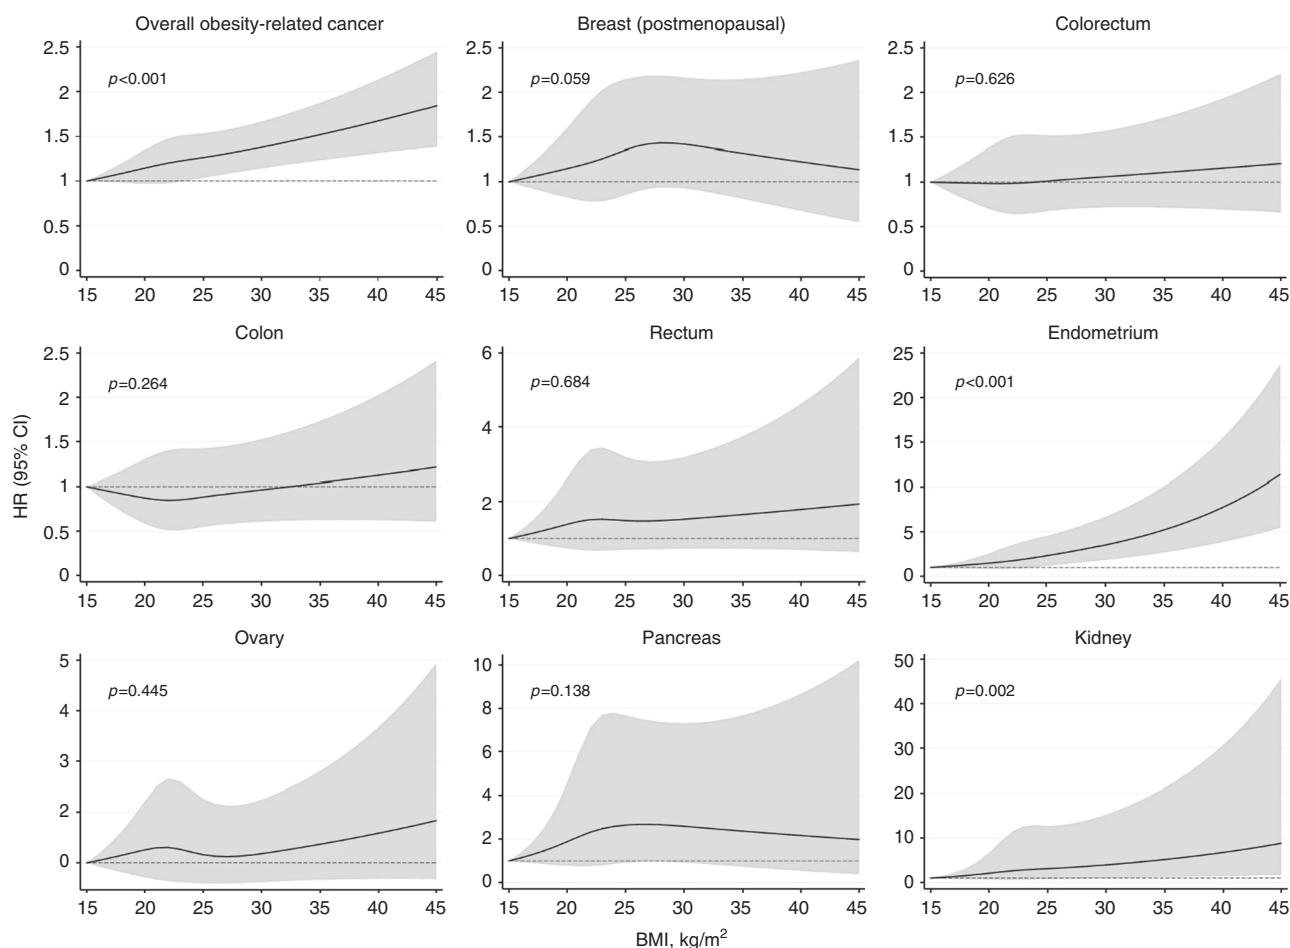 Overall obesity-related cancer
Breast (postmenopausal)
Colorectum
2.5
2
1.5
1
0.5
0
p<0.001
15 20 25 30 35 40 45
2.5
2
1.5
1
0.5
0
p=0.059
15 20 25 30 35 40 45
2.5
2
1.5
1
0.5
0
p=0.626
15 20 25 30 35 40 45
HR (95% CI)
Colon
Rectum
Endometrium
2.5
2
1.5
1
0.5
0
p=0.264
15 20 25 30 35 40 45
6
4
2
0
p=0.684
15 20 25 30 35 40 45
25
20
15
10
5
0
p<0.001
15 20 25 30 35 40 45
Ovary
Pancreas
Kidney
5
4
3
2
0
p=0.445
15 20 25 30 35 40 45
10
8
6
4
2
0
p=0.138
15 20 25 30 35 40 45
50
40
30
20
10
0
p=0.002
15 20 25 30 35 40 45
BMI, kg/m²